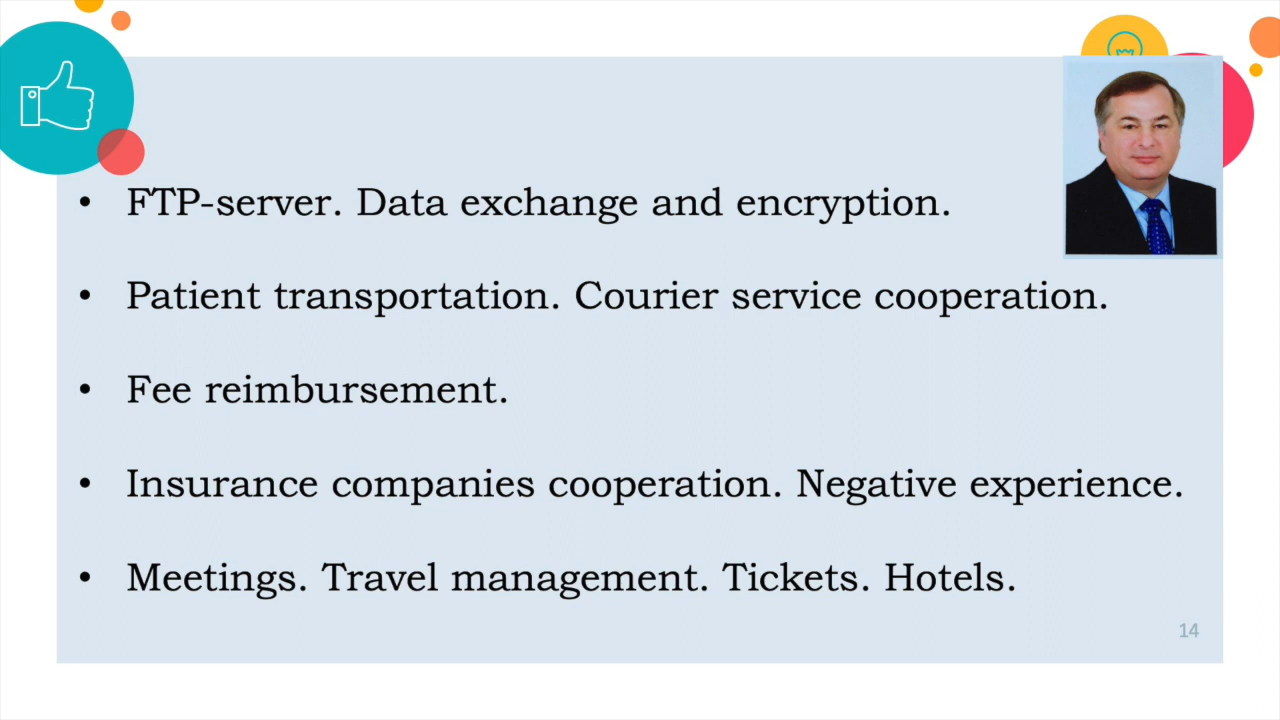 • FTP-server. Data exchange and encryption.
• Patient transportation. Courier service cooperation.
• Fee reimbursement.
• Insurance companies cooperation. Negative experience.
• Meetings. Travel management. Tickets. Hotels.
14